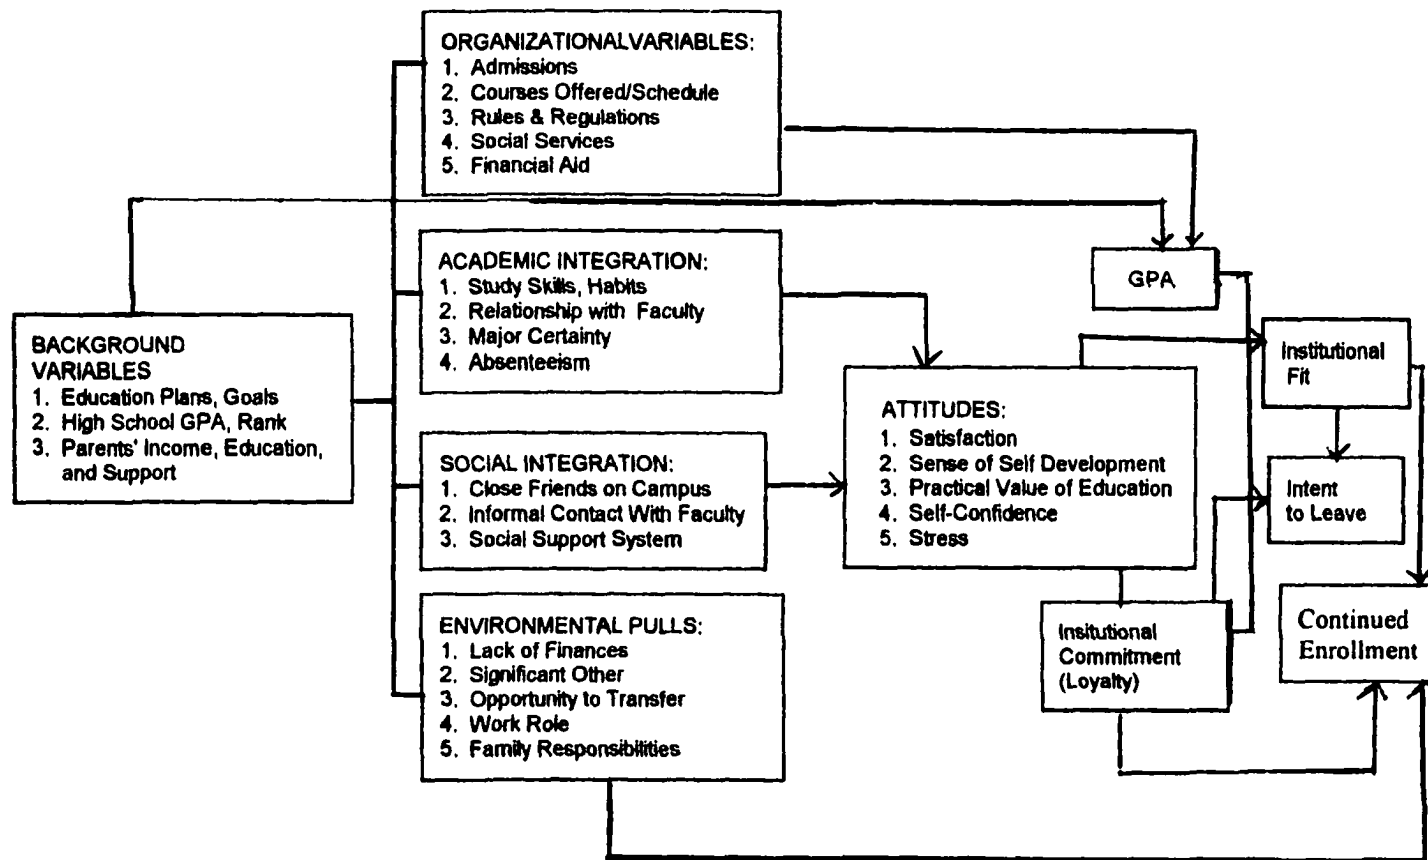 ORGANIZATIONALVARIABLES:
1. Admissions
2. Courses Offered/Schedule
3. Rules & Regulations
4. Social Services
5. Financial Aid
ACADEMIC INTEGRATION:
1. Study Skills, Habits
2. Relationship with Faculty
3. Major Certainty
4. Absenteeism
GPA
BACKGROUND
VARIABLES
1. Education Plans, Goals
2. High School GPA, Rank
3. Parents' Income, Education,
and Support
Institutional
Fit
ATTITUDES:
1. Satisfaction
2. Sense of Self Development
3. Practical Value of Education
4. Self-Confidence
5. Stress
SOCIAL INTEGRATION:
1. Close Friends on Campus
2. Informal Contact With Faculty
3. Social Support System
Intent
to Leave
ENVIRONMENTAL PULLS:
1. Lack of Finances
2. Significant Other
3. Opportunity to Transfer
4. Work Role
5. Family Responsibilities
Insitutional
Commitment
(Loyalty)
Continued
Enrollment